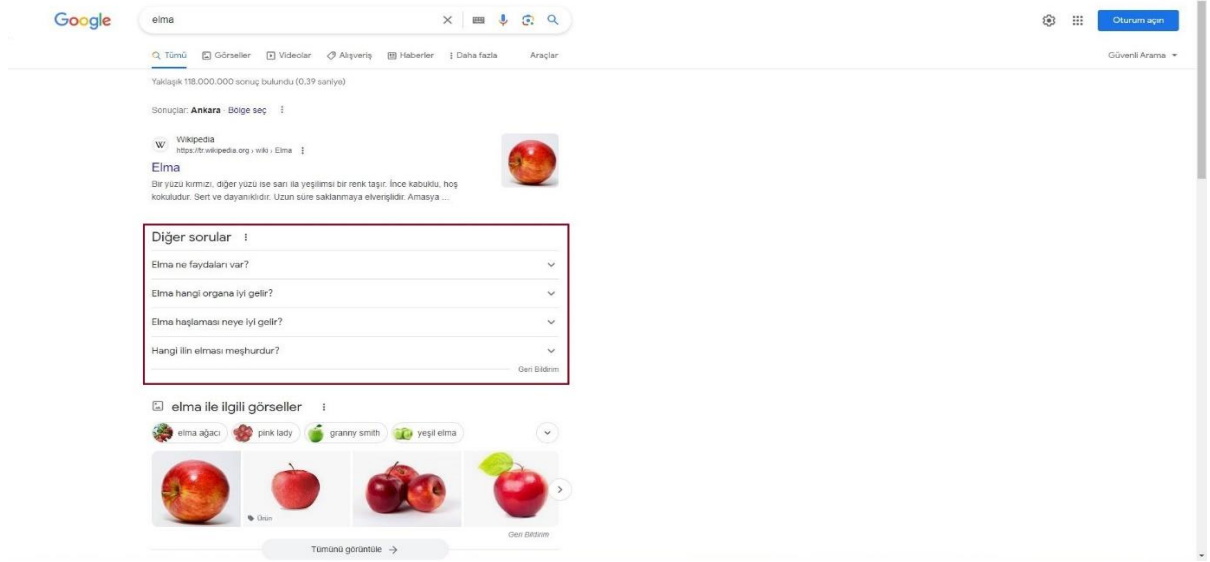 Google
elma
Oturum açın
Tümü Görseller Videolar Alışveriş Haberler Daha fazla Araçlar
Güvenli Arama
Yaklaşık 118.000.000 sonuç bulundu (0,39 saniye)
Sonuçlar: Ankara · Bölge seç
W Wikipedia
https://tr.wikipedia.org › wiki › Elma
Elma
Bir yüzü kırmızı, diğer yüzü ise sarı ila yeşilimsi bir renk taşır. İnce kabuklu, hoş
kokuludur. Sert ve dayanıklıdır. Uzun süre saklanmaya elverişlidir. Amasya ...
Diğer sorular
Elma ne faydaları var?
Elma hangi organa iyi gelir?
Elma haşlaması neye iyi gelir?
Hangi ilin elması meşhurdur?
Geri Bildirim
elma ile ilgili görseller
elma ağacı pink lady granny smith yeşil elma
Ürün
Geri Bildirim
Tümünü görüntüle